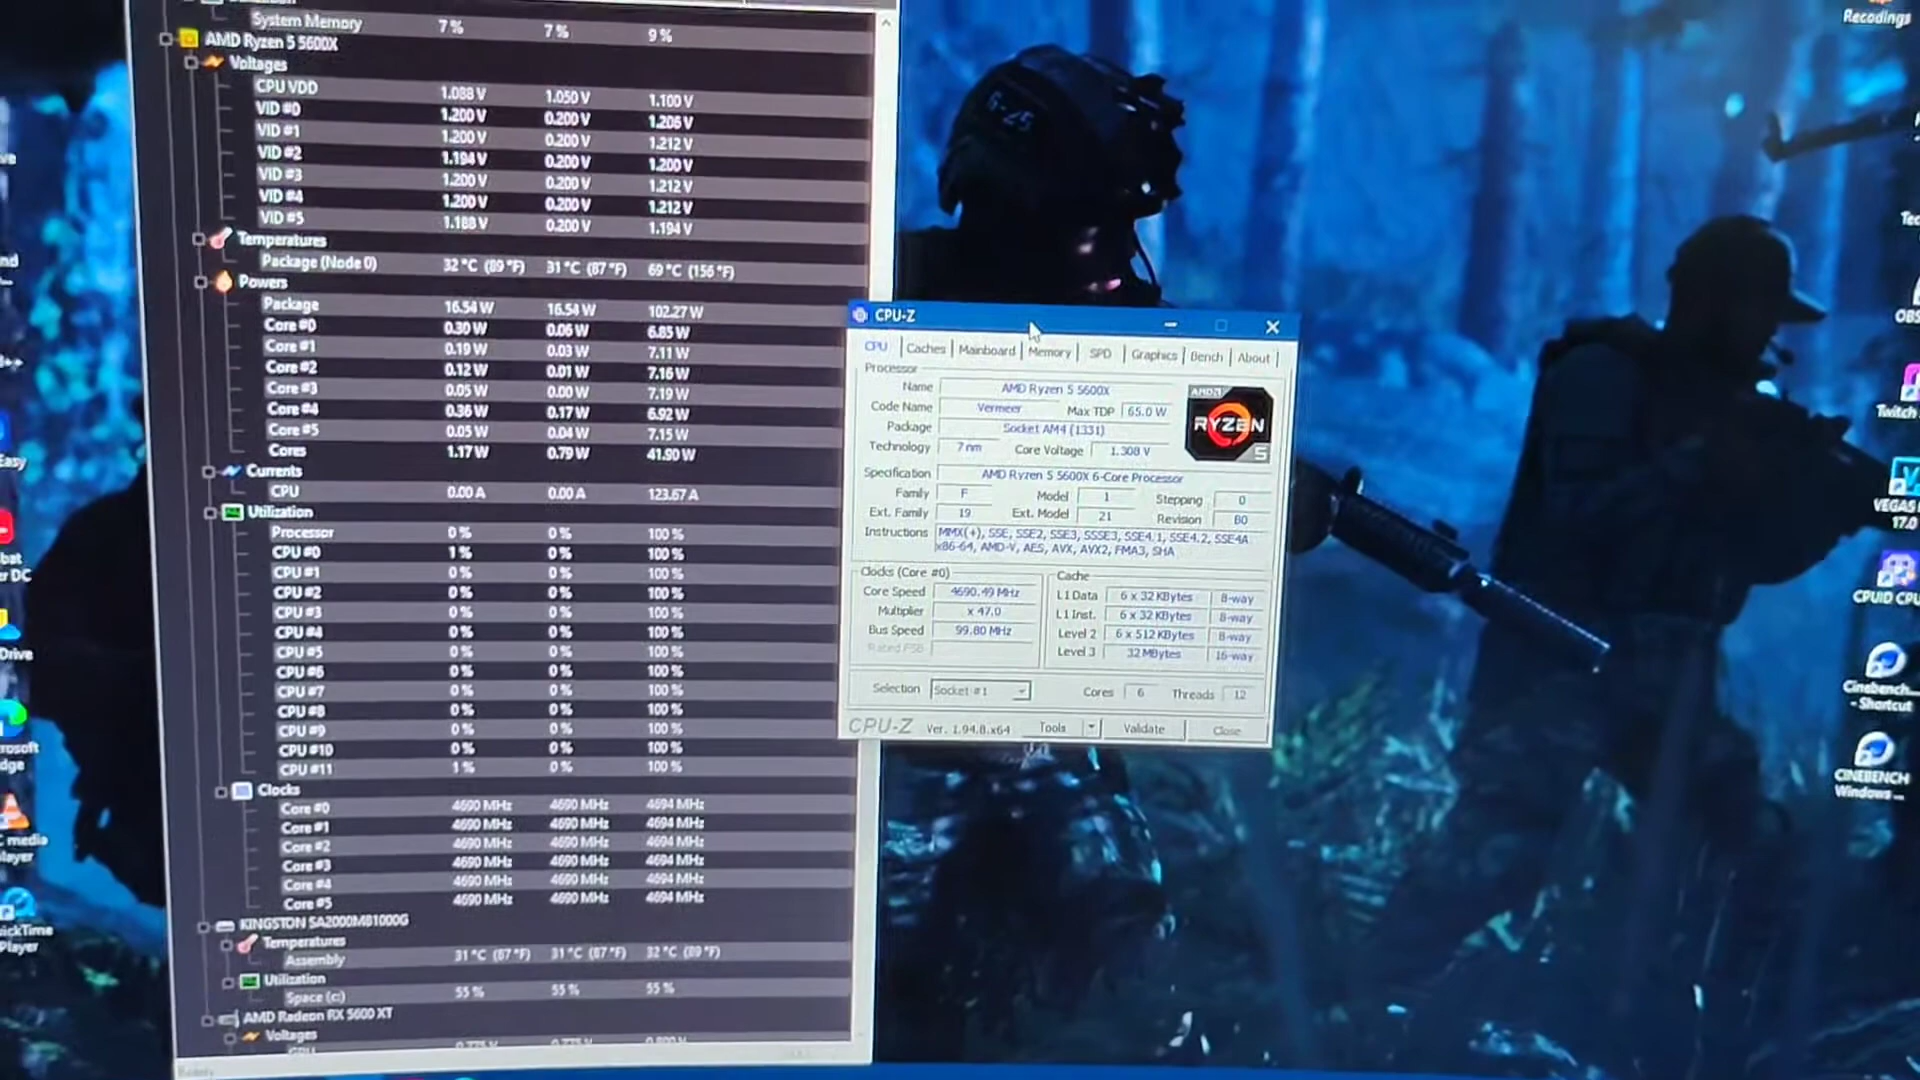 System Memory 7 % 7 % 9 %
AMD Ryzen 5 5600X
Voltages
CPU VDD 1.088 V 1.050 V 1.100 V
VID #0 1.200 V 0.200 V 1.206 V
VID #1 1.200 V 0.200 V 1.212 V
VID #2 1.194 V 0.200 V 1.200 V
VID #3 1.200 V 0.200 V 1.212 V
VID #4 1.200 V 0.200 V 1.212 V
VID #5 1.188 V 0.200 V 1.194 V
Temperatures
Package (Node 0) 32 °C (89 °F) 31 °C (87 °F) 69 °C (156 °F)
Powers
Package 16.54 W 16.54 W 102.27 W
Core #0 0.30 W 0.06 W 6.85 W
Core #1 0.19 W 0.03 W 7.11 W
Core #2 0.12 W 0.01 W 7.16 W
Core #3 0.05 W 0.00 W 7.19 W
Core #4 0.36 W 0.17 W 6.92 W
Core #5 0.05 W 0.04 W 7.15 W
Cores 1.17 W 0.79 W 41.90 W
Currents
CPU 0.00 A 0.00 A 123.67 A
Utilization
Processor 0 % 0 % 100 %
CPU #0 1 % 0 % 100 %
CPU #1 0 % 0 % 100 %
CPU #2 0 % 0 % 100 %
CPU #3 0 % 0 % 100 %
CPU #4 0 % 0 % 100 %
CPU #5 0 % 0 % 100 %
CPU #6 0 % 0 % 100 %
CPU #7 0 % 0 % 100 %
CPU #8 0 % 0 % 100 %
CPU #9 0 % 0 % 100 %
CPU #10 0 % 0 % 100 %
CPU #11 1 % 0 % 100 %
Clocks
Core #0 4690 MHz 4690 MHz 4694 MHz
Core #1 4690 MHz 4690 MHz 4694 MHz
Core #2 4690 MHz 4690 MHz 4694 MHz
Core #3 4690 MHz 4690 MHz 4694 MHz
Core #4 4690 MHz 4690 MHz 4694 MHz
Core #5 4690 MHz 4690 MHz 4694 MHz
KINGSTON SA2000M81000G
Temperatures
Assembly 31 °C (87 °F) 31 °C (87 °F) 32 °C (89 °F)
Utilization
Space (c:) 55 % 55 % 55 %
AMD Radeon RX 5600 XT
Voltages
Ready
CPU-Z
CPU Caches Mainboard Memory SPD Graphics Bench About
Processor
Name AMD Ryzen 5 5600X
Code Name Vermeer Max TDP 65.0 W
Package Socket AM4 (1331)
Technology 7 nm Core Voltage 1.308 V
AMD
RYZEN
5
Specification AMD Ryzen 5 5600X 6-Core Processor
Family F Model 1 Stepping 0
Ext. Family 19 Ext. Model 21 Revision B0
Instructions MMX(+), SSE, SSE2, SSE3, SSSE3, SSE4.1, SSE4.2, SSE4A
x86-64, AMD-V, AES, AVX, AVX2, FMA3, SHA
Clocks (Core #0)
Core Speed 4690.49 MHz
Multiplier x 47.0
Bus Speed 99.80 MHz
Rated FSB
Cache
L1 Data 6 x 32 KBytes 8-way
L1 Inst. 6 x 32 KBytes 8-way
Level 2 6 x 512 KBytes 8-way
Level 3 32 MBytes 16-way
Selection Socket #1 Cores 6 Threads 12
CPU-Z Ver. 1.94.8.x64 Tools Validate Close
6-25
Recodings
Tec
OBS
Twitch
VEGAS
17.0
CPUID CPU
Cinebench...
- Shortcut
CINEBENCH
Windows ...
Easy
bat
er DC
Drive
rosoft
dge
C media
layer
uickTime
Player